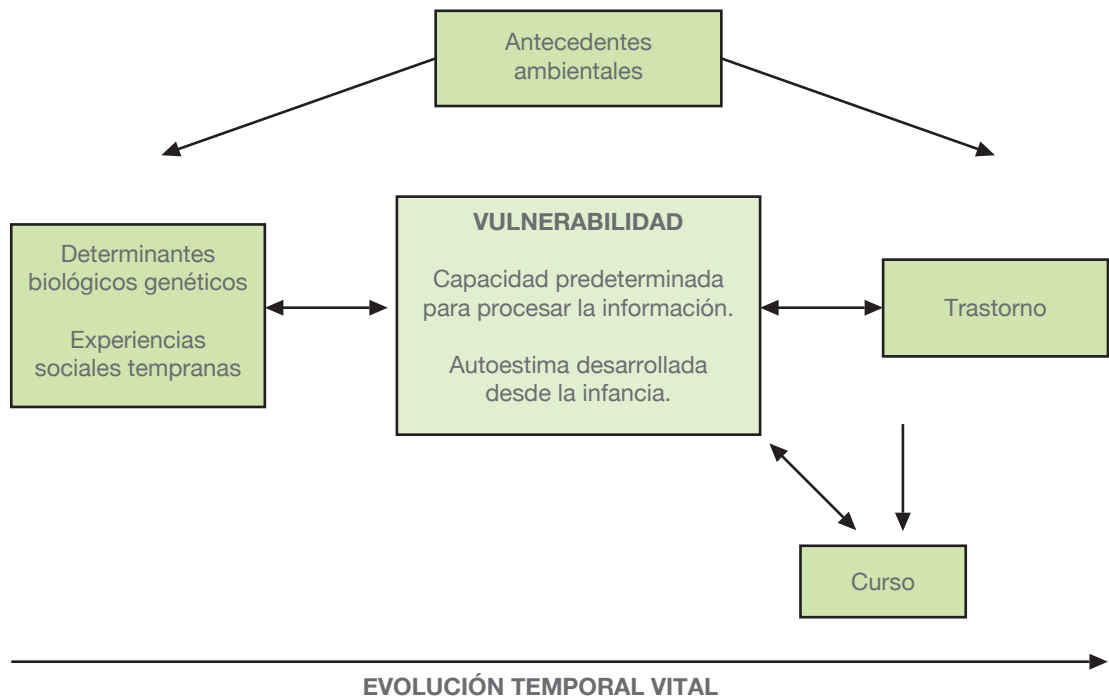 Antecedentes
ambientales
Determinantes
biológicos genéticos
Experiencias
sociales tempranas
VULNERABILIDAD
Capacidad predeterminada
para procesar la información.
Autoestima desarrollada
desde la infancia.
Trastorno
Curso
EVOLUCIÓN TEMPORAL VITAL